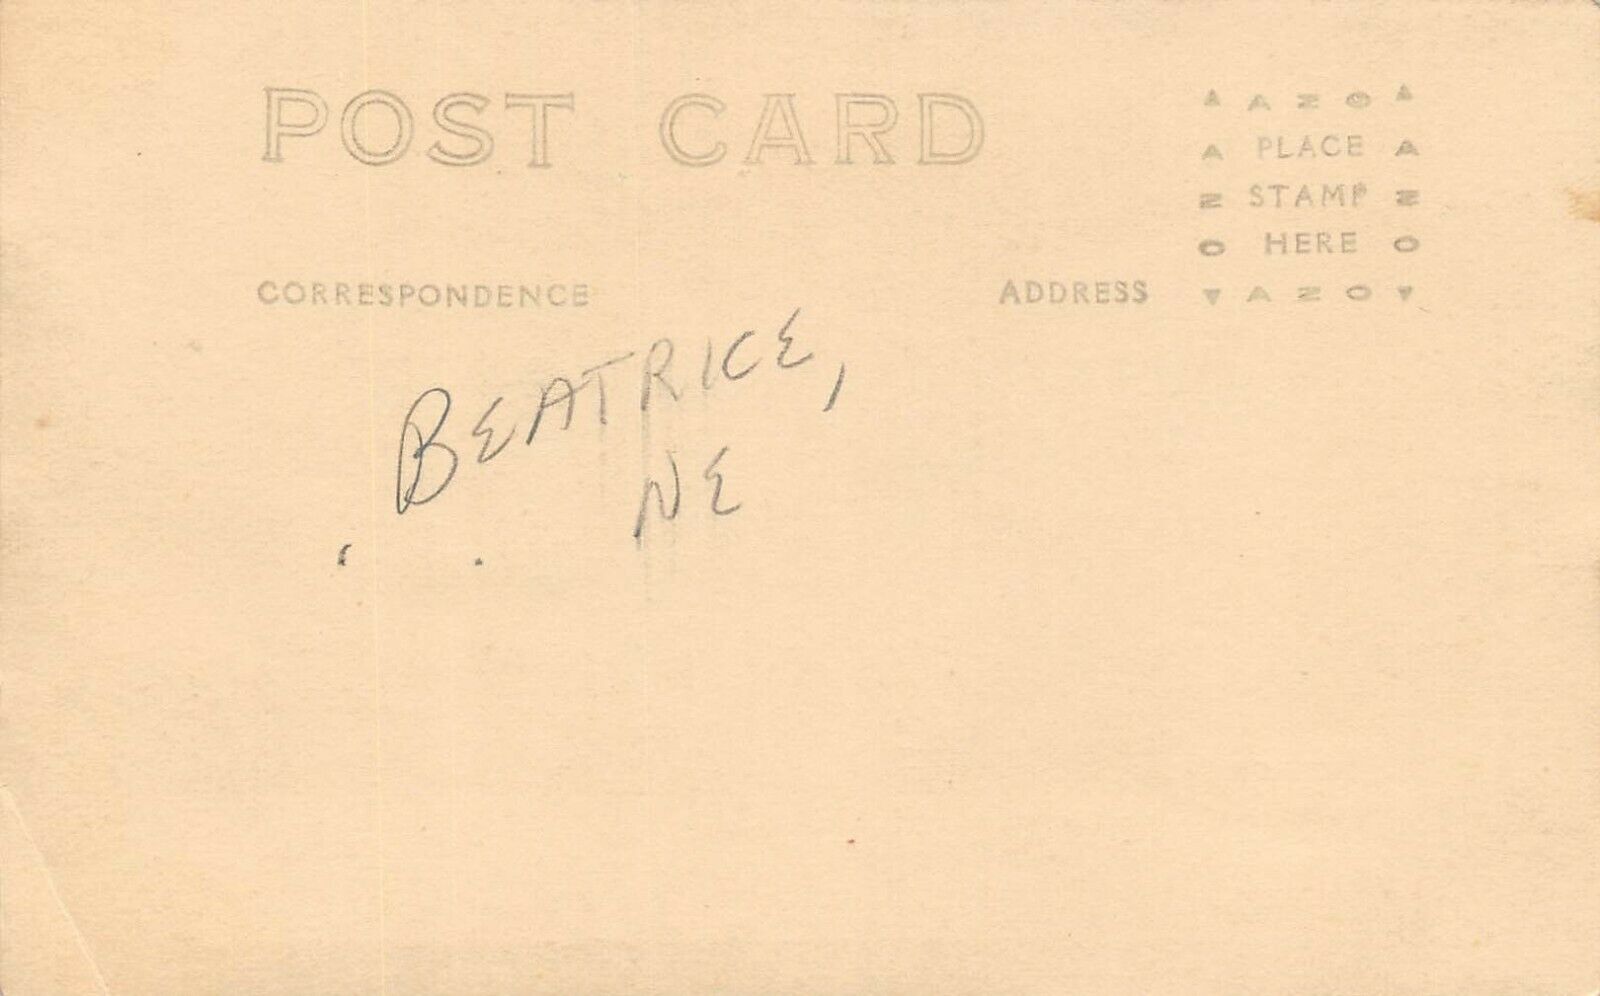 POST CARD
AZO
A PLACE A
Z STAMP Z
O HERE O
AZO
CORRESPONDENCE
ADDRESS
BEATRICE,
NE